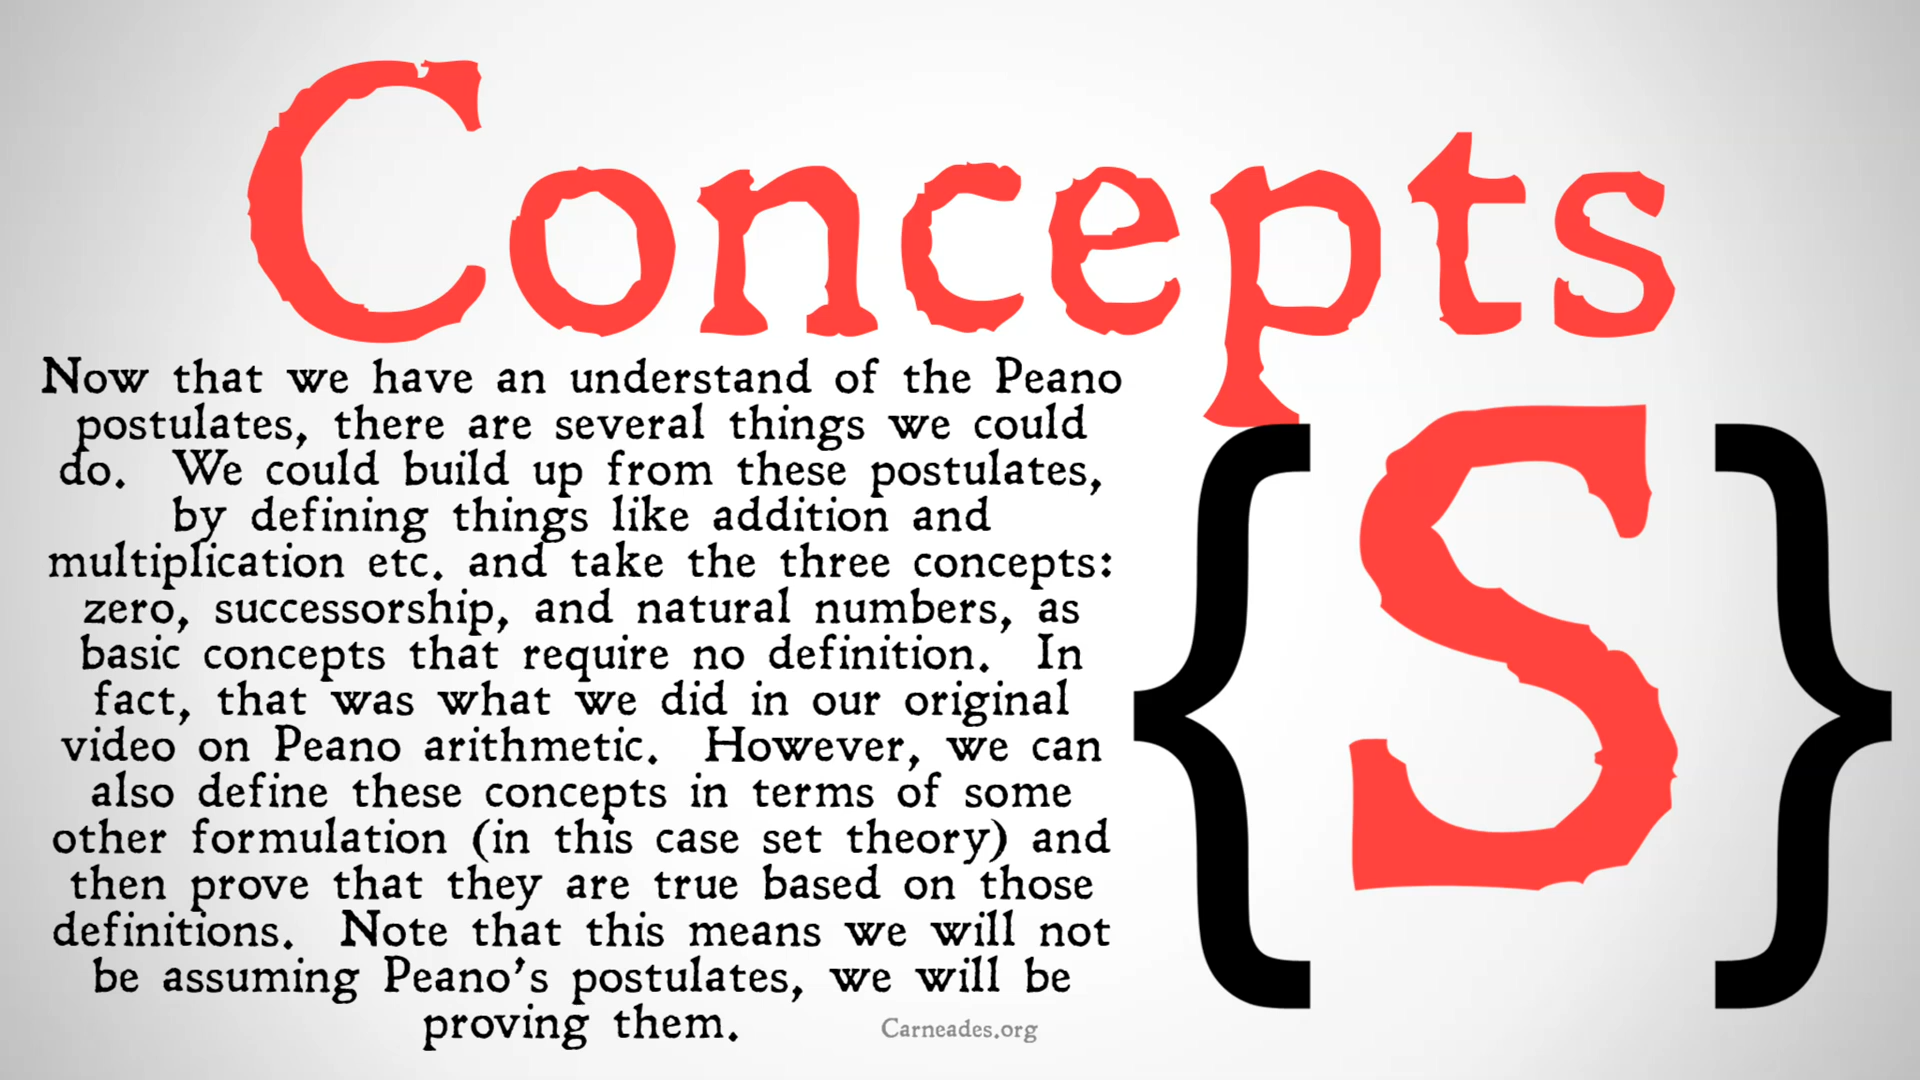 Concepts
Now that we have an understand of the Peano
postulates, there are several things we could
do. We could build up from these postulates,
by defining things like addition and
multiplication etc. and take the three concepts:
zero, successorship, and natural numbers, as
basic concepts that require no definition. In
fact, that was what we did in our original
video on Peano arithmetic. However, we can
also define these concepts in terms of some
other formulation (in this case set theory) and
then prove that they are true based on those
definitions. Note that this means we will not
be assuming Peano's postulates, we will be
proving them.
{S}
Carneades.org